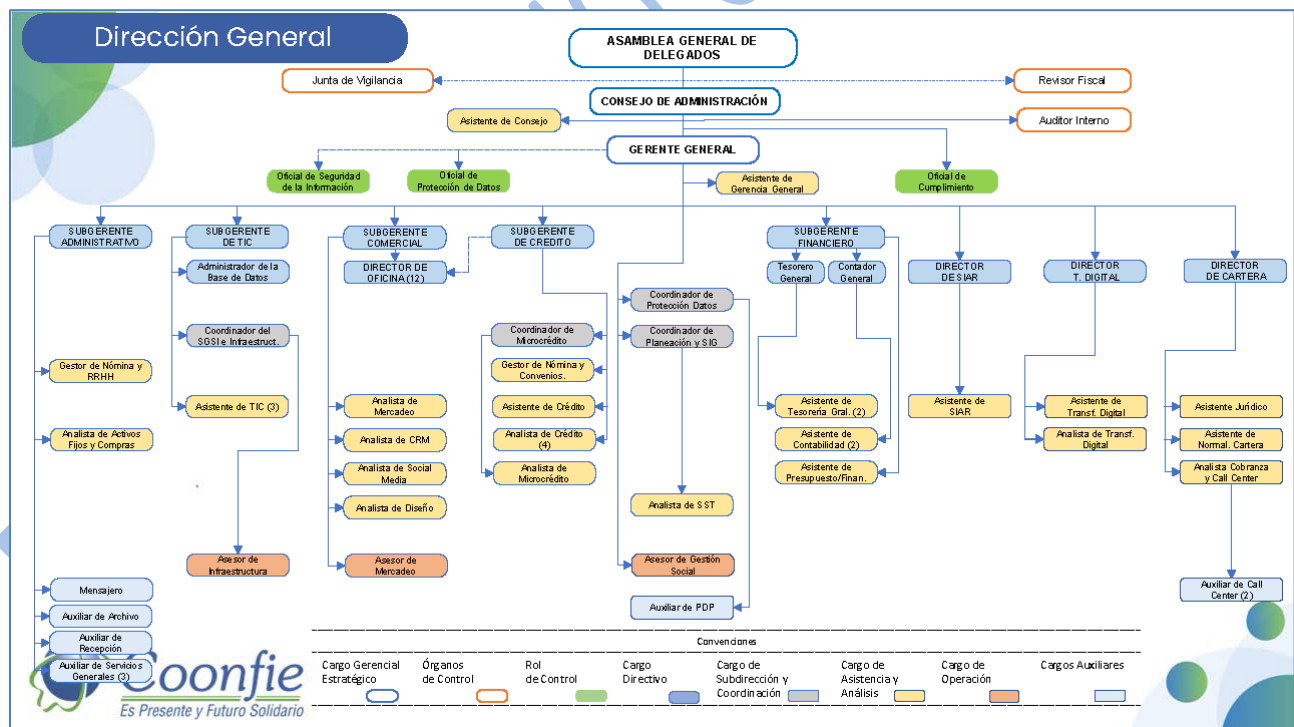 Dirección General
ASAMBLEA GENERAL DE
DELEGADOS
Junta de Vigilancia
Revisor Fiscal
CONSEJO DE ADMINISTRACIÓN
Asistente de Consejo
Auditor Interno
GERENTE GENERAL
Oficial de Seguridad
de la Información
Oficial de
Protección de Datos
Asistente de
Gerencia General
Oficial de
Cumplimiento
SUBGERENTE
ADMINISTRATIVO
SUBGERENTE
DE TIC
SUBGERENTE
COMERCIAL
SUBGERENTE
DE CREDITO
SUBGERENTE
FINANCIERO
Administrador de la
Base de Datos
DIRECTOR DE
OFICINA (12)
Tesorero
General
Contador
General
DIRECTOR
DE SIAR
DIRECTOR
T. DIGITAL
DIRECTOR
DE CARTERA
Coordinador de
Protección Datos
Coordinador del
SGSI e Infraestruct.
Coordinador de
Microcrédito
Coordinador de
Planeación y SIG
Gestor de Nómina y
RRHH
Gestor de Nómina y
Convenios.
Asistente de TIC (3)
Analista de
Mercadeo
Asistente de Crédito
Asistente de
Tesorería Gral. (2)
Asistente de
SIAR
Asistente de
Transf. Digital
Asistente Jurídico
Analista de Activos
Fijos y Compras
Analista de CRM
Analista de Crédito
(4)
Asistente de
Contabilidad (2)
Analista de Transf.
Digital
Asistente de
Normal. Cartera
Analista de Social
Media
Analista de
Microcrédito
Asistente de
Presupuesto/Finan.
Analista Cobranza
y Call Center
Analista de Diseño
Analista de SST
Asesor de
Infraestructura
Asesor de
Mercadeo
Asesor de Gestión
Social
Mensajero
Auxiliar de Call
Center (2)
Auxiliar de Archivo
Auxiliar de PDP
Auxiliar de
Recepción
Auxiliar de Servicios
Generales (3)
Coonfie
Es Presente y Futuro Solidario
Convenciones
Cargo Gerencial
Estratégico
Órganos
de Control
Rol
de Control
Cargo
Directivo
Cargo de
Subdirección y
Coordinación
Cargo de
Asistencia y
Análisis
Cargo de
Operación
Cargos Auxiliares